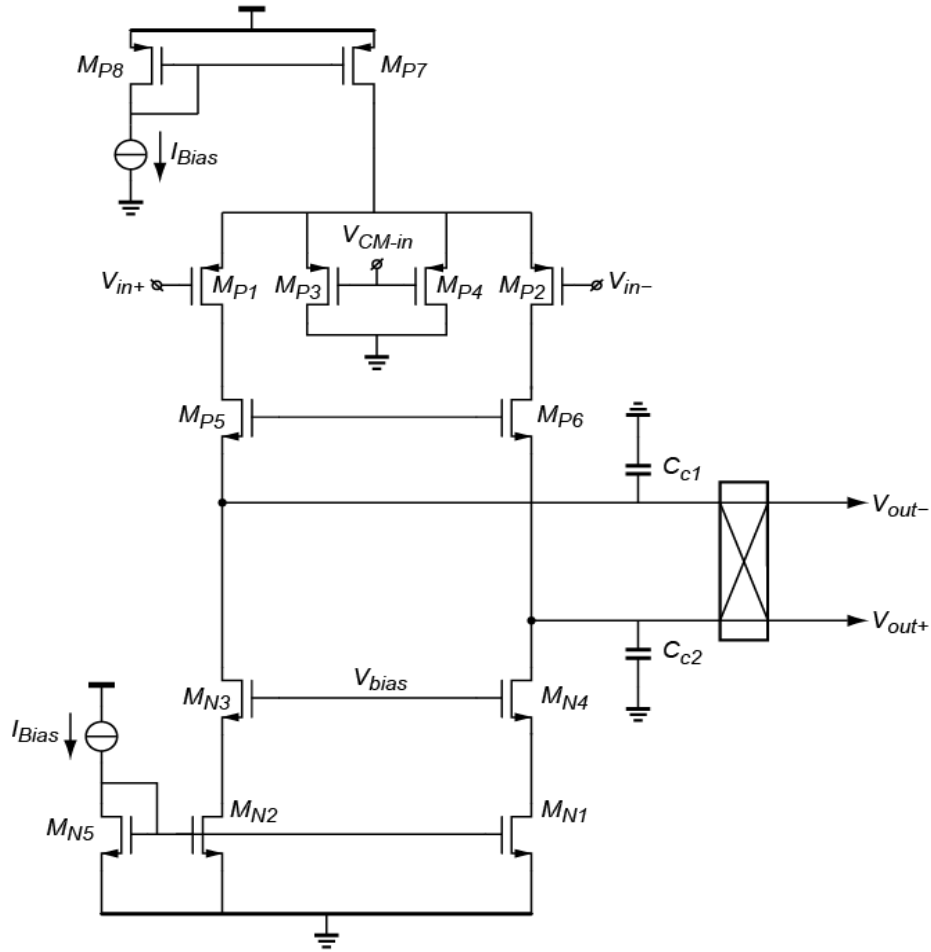 M_P8
M_P7
I_Bias
V_CM-in
V_in+
M_P1
M_P3
M_P4
M_P2
V_in−
M_P5
M_P6
C_c1
V_out−
V_out+
C_c2
M_N3
V_bias
M_N4
I_Bias
M_N5
M_N2
M_N1